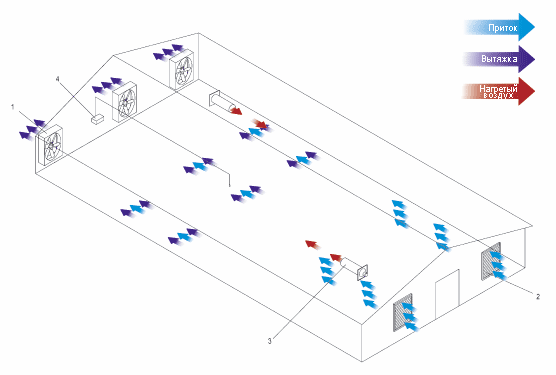 Приток
Вытяжка
Нагретый
воздух
4
1
2
3